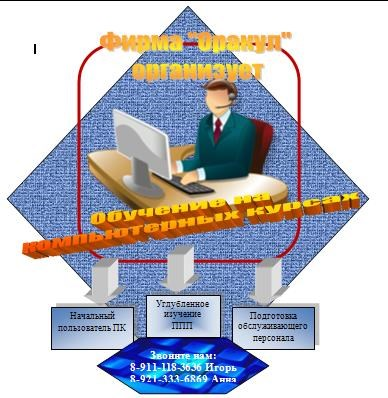 Фирма "Оракул"
организует
Обучение на
компьютерных курсах
Начальный
пользователь ПК
Углубленное
изучение
ППП
Подготовка
обслуживающего
персонала
Звоните нам:
8-911-118-3636 Игорь
8-921-333-6869 Анна